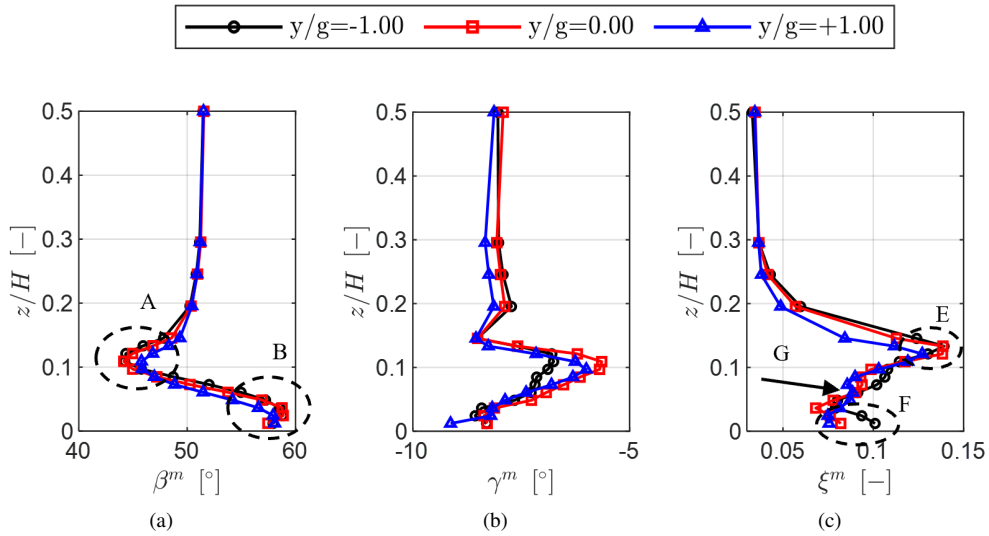 y/g=-1.00 y/g=0.00 y/g=+1.00
0.5 0.5 0.5
0.4 0.4 0.4
0.3 0.3 0.3
A E
0.2 0.2 0.2
B G
0.1 0.1 0.1
F
0 0 0
z/H [−] z/H [−] z/H [−]
40 50 60 -10 -5 0.05 0.1 0.15
β^m [°] γ^m [°] ξ^m [−]
(a) (b) (c)